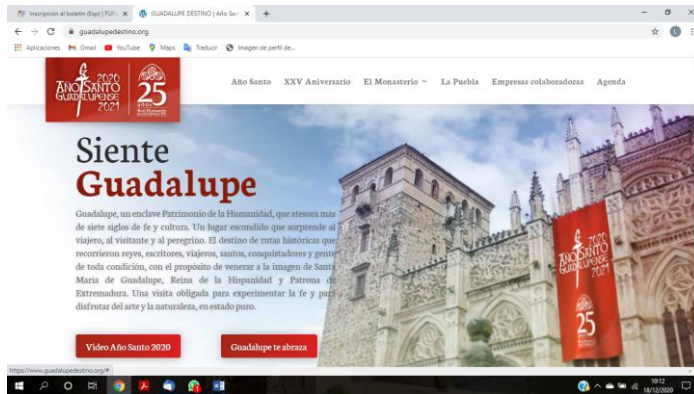 Inscripción al boletín (Esp) | FUN
GUADALUPE DESTINO | Año San
guadalupedestino.org
Aplicaciones Gmail YouTube Maps Traducir Imagen de perfil de...
AÑO SANTO
GUADALUPENSE
2020
2021
25
Año Santo XXV Aniversario El Monasterio La Puebla Empresas colaboradoras Agenda
Siente
Guadalupe
Guadalupe, un enclave Patrimonio de la Humanidad, que atesora más
de siete siglos de fe y cultura. Un lugar escondido que sorprende al
viajero, al visitante y al peregrino. El destino de rutas históricas que
recorrieron reyes, escritores, viajeros, santos, conquistadores y gente
de toda condición, con el propósito de venerar a la imagen de Santa
María de Guadalupe, Reina de la Hispanidad y Patrona de
Extremadura. Una visita obligada para experimentar la fe y para
disfrutar del arte y la naturaleza, en estado puro.
Vídeo Año Santo 2020 Guadalupe te abraza
AÑO SANTO
GUADALUPENSE
2020
2021
25
https://www.guadalupedestino.org/#
10:12
18/12/2020